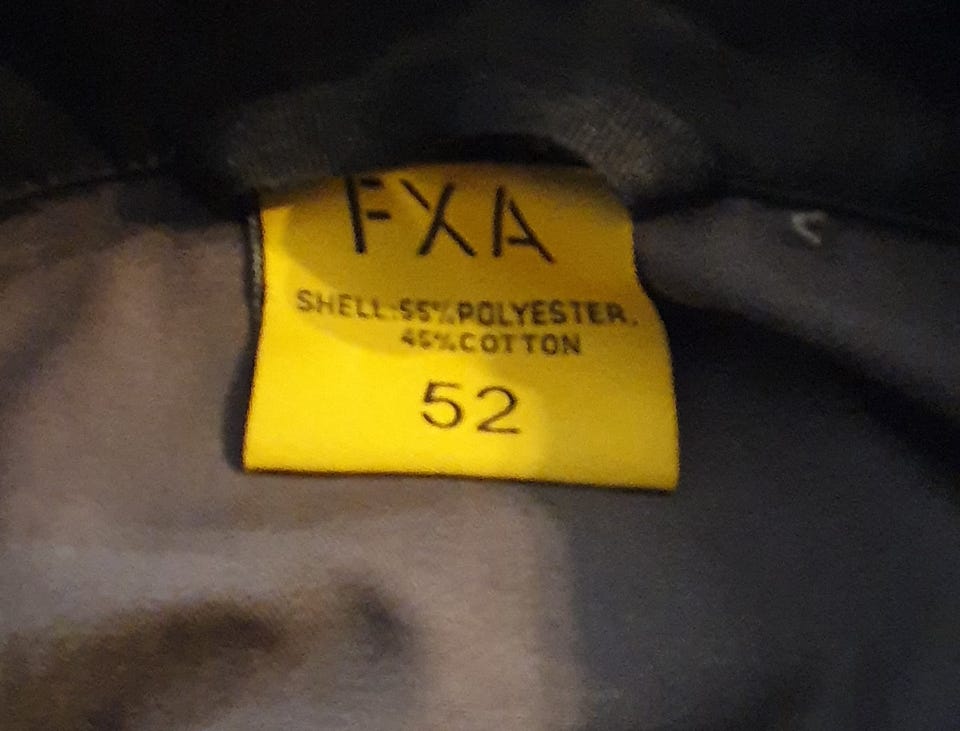 FXA
SHELL:55%POLYESTER,
45%COTTON
52